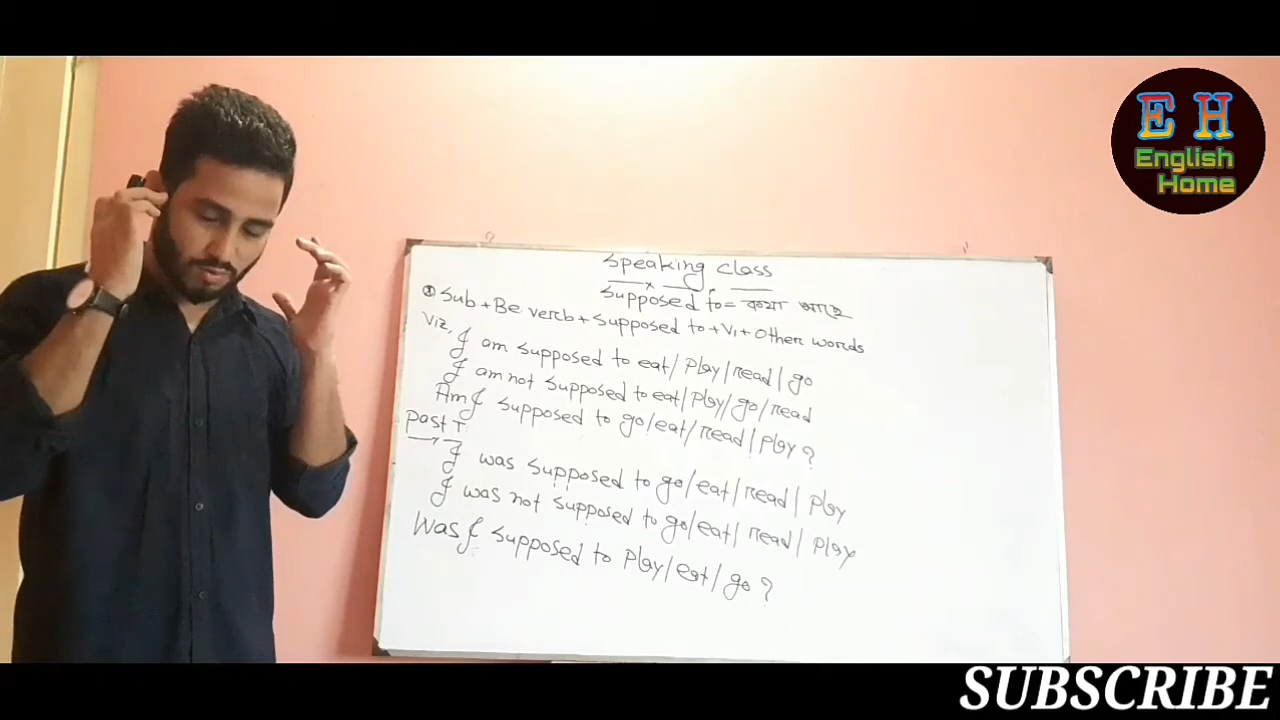 E H
English
Home
Speaking class
Supposed to = কথা আছে
① Sub + Be verb + Supposed to + V1 + Other words
Viz, I am supposed to eat/ Play/ read/ go
I am not supposed to eat/ Play/ go/ read
Am I supposed to go/ eat/ read/ Play?
Past T
I was supposed to go/ eat/ read/ Play
I was not supposed to go/ eat/ read/ Play
Was I supposed to Play/ eat/ go?
SUBSCRIBE